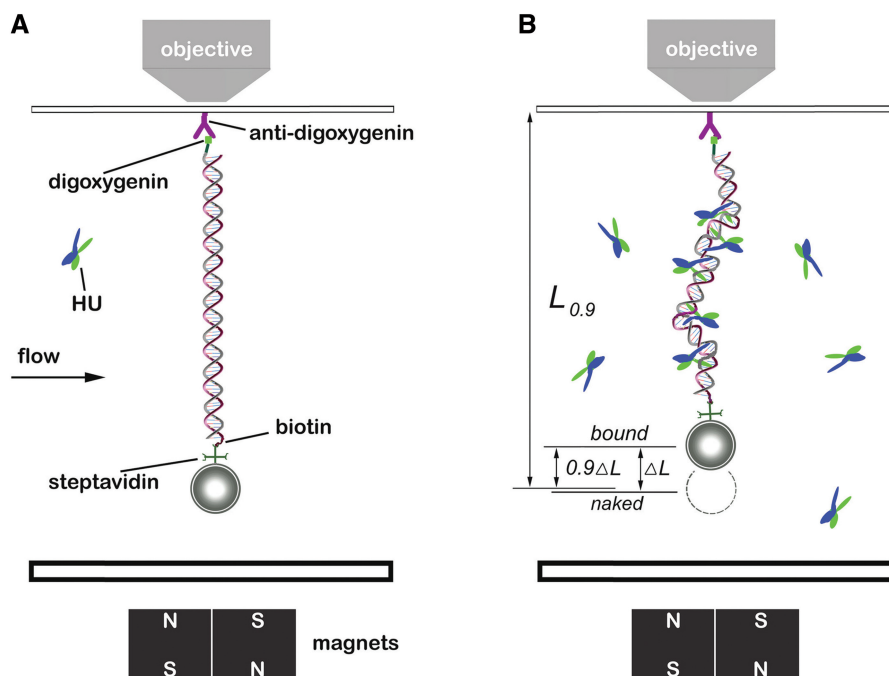 A
objective
anti-digoxygenin
digoxygenin
HU
flow
biotin
steptavidin
N S
S N
magnets
B
objective
L0.9
bound
0.9△L △L
naked
N S
S N